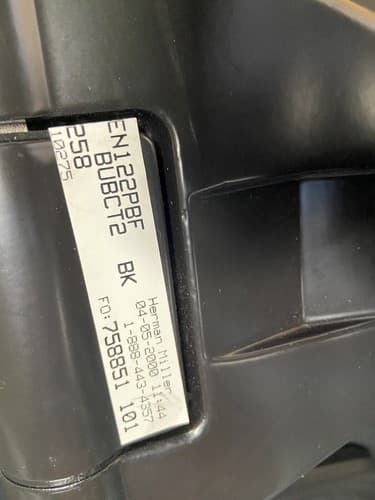 EN122PBF
BUBCT2 BK
258
10275
Herman Miller
04-05-2000 11:44
1-888-443-4357
FO: 758851 101